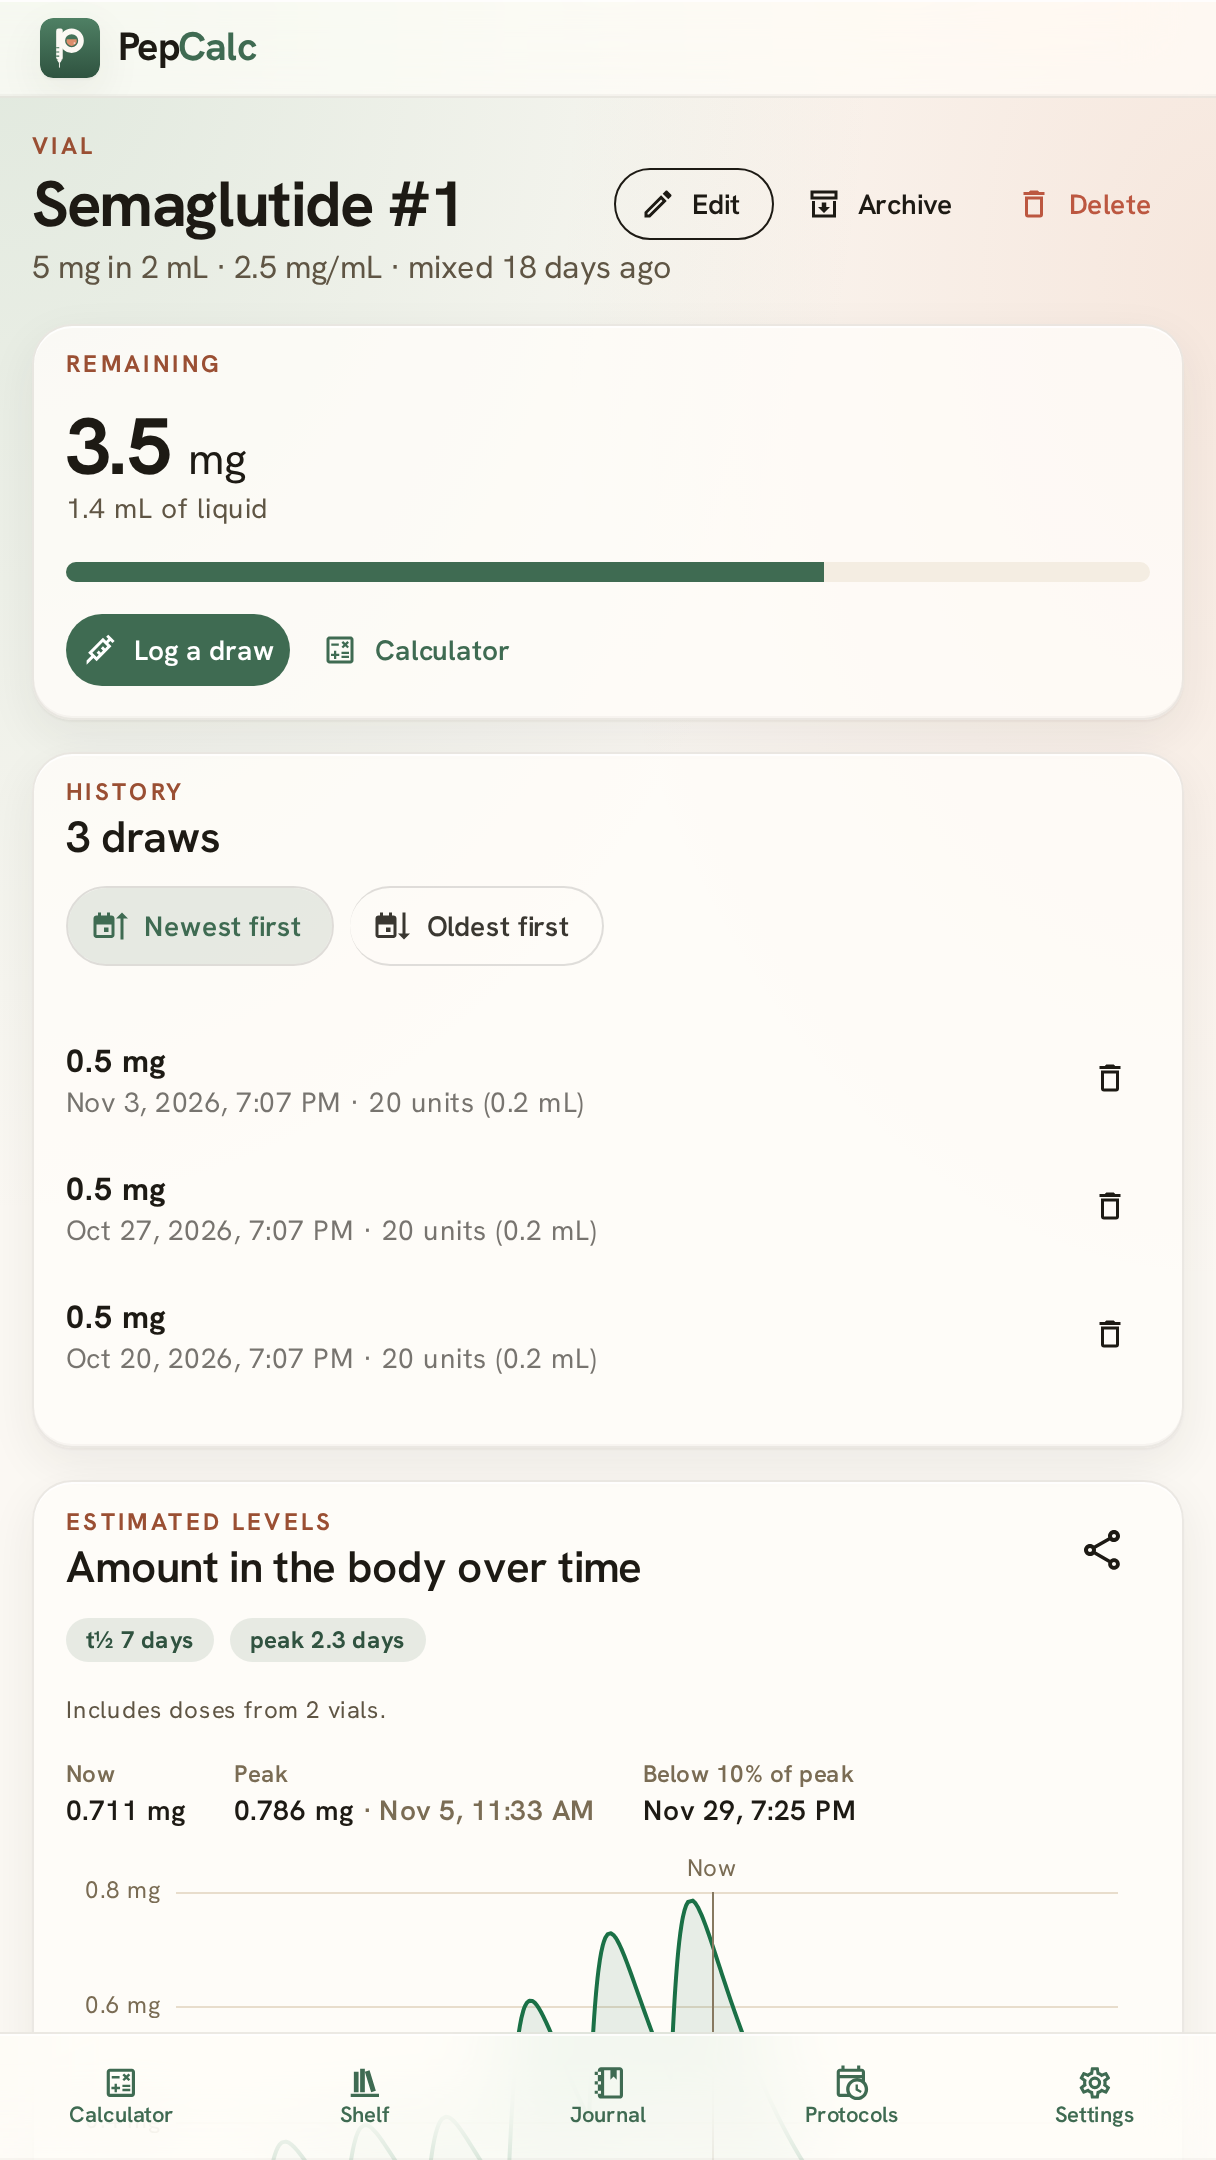 PepCalc
VIAL
Semaglutide #1
Edit
Archive
Delete
5 mg in 2 mL · 2.5 mg/mL · mixed 18 days ago
REMAINING
3.5 mg
1.4 mL of liquid
Log a draw
Calculator
HISTORY
3 draws
Newest first
Oldest first
0.5 mg
Nov 3, 2026, 7:07 PM · 20 units (0.2 mL)
0.5 mg
Oct 27, 2026, 7:07 PM · 20 units (0.2 mL)
0.5 mg
Oct 20, 2026, 7:07 PM · 20 units (0.2 mL)
ESTIMATED LEVELS
Amount in the body over time
t½ 7 days
peak 2.3 days
Includes doses from 2 vials.
Now
0.711 mg
Peak
0.786 mg · Nov 5, 11:33 AM
Below 10% of peak
Nov 29, 7:25 PM
Now
0.8 mg
0.6 mg
Calculator
Shelf
Journal
Protocols
Settings